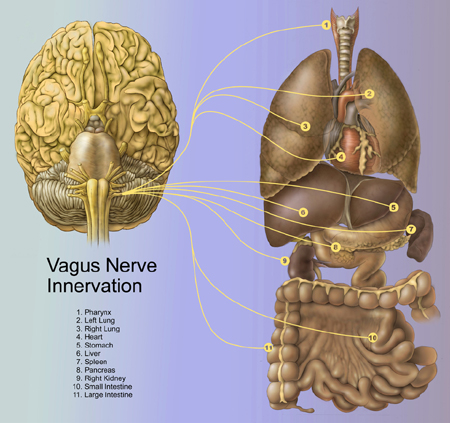 Vagus Nerve
Innervation
1. Pharynx
2. Left Lung
3. Right Lung
4. Heart
5. Stomach
6. Liver
7. Spleen
8. Pancreas
9. Right Kidney
10. Small Intestine
11. Large Intestine
1
2
3
4
5
6
7
8
9
10
11